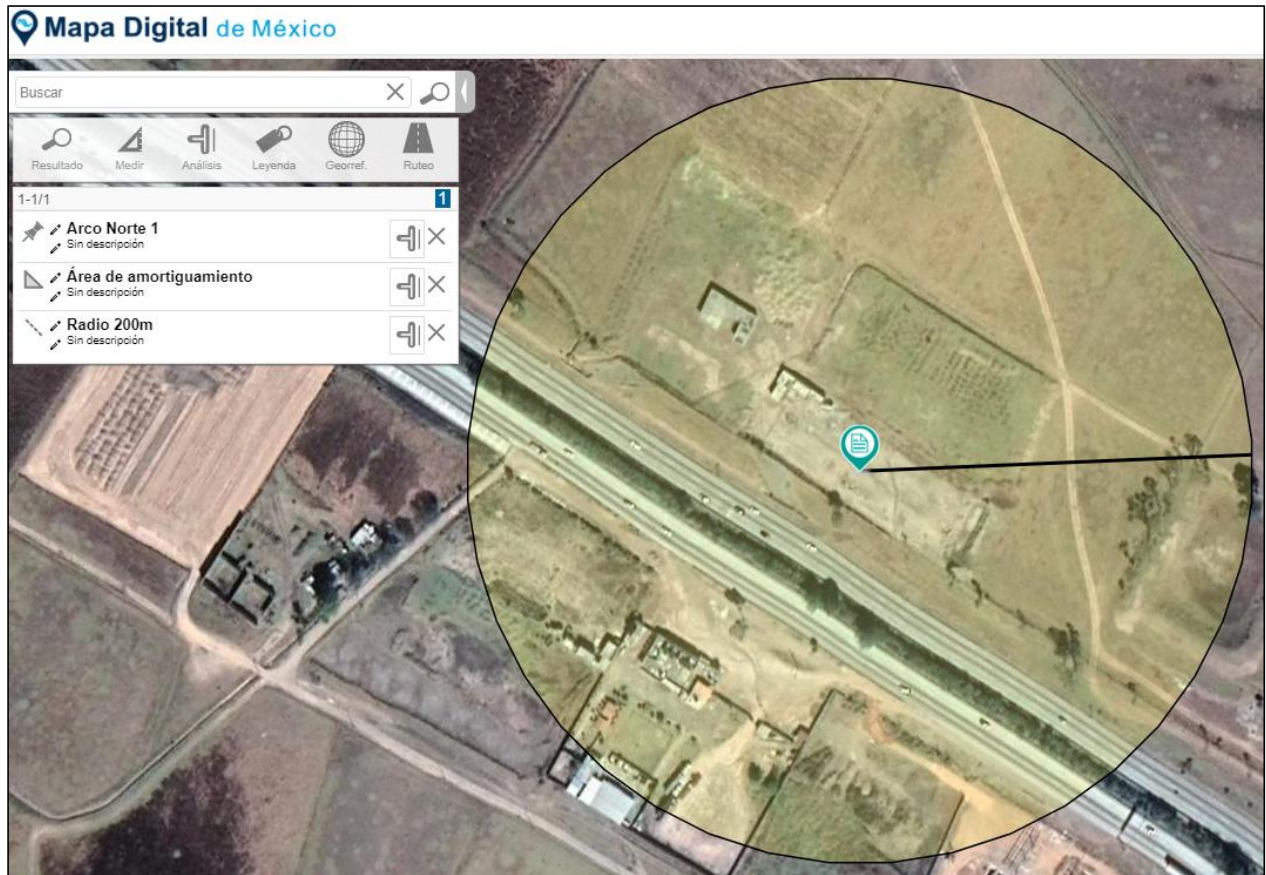 Mapa Digital de México
Buscar
Resultado Medir Análisis Leyenda Georref. Ruteo
1-1/1 1
Arco Norte 1
Sin descripción
Área de amortiguamiento
Sin descripción
Radio 200m
Sin descripción